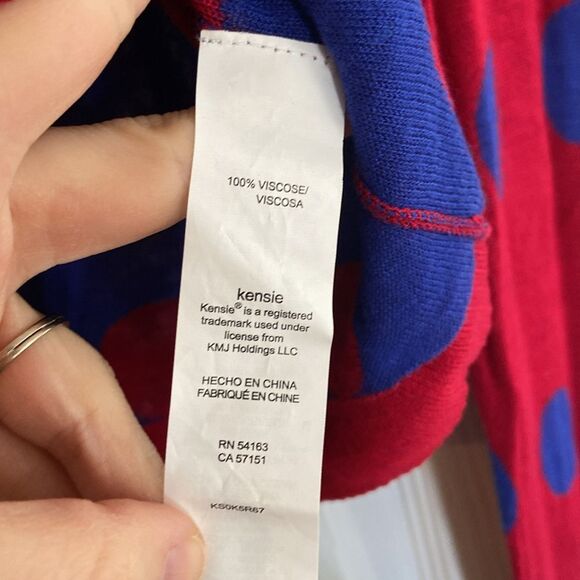 100% VISCOSE/
VISCOSA
kensie
Kensie® is a registered
trademark used under
license from
KMJ Holdings LLC
HECHO EN CHINA
FABRIQUÉ EN CHINE
RN 54163
CA 57151
KS0K5R67